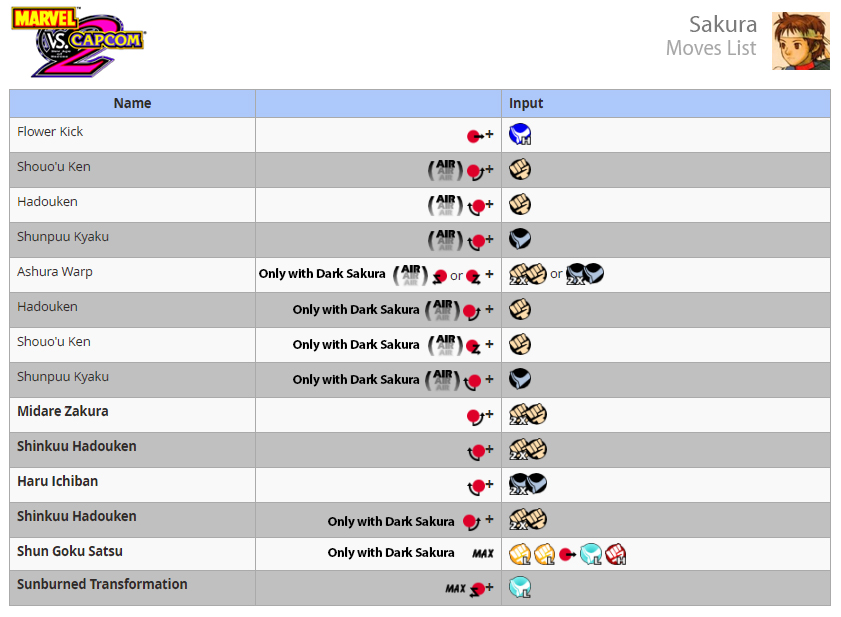 MARVEL VS. CAPCOM 2
Sakura
Moves List
Name Input
Flower Kick + H
Shouo'u Ken (AIR) +
Hadouken (AIR) +
Shunpuu Kyaku (AIR) +
Ashura Warp Only with Dark Sakura (AIR) or + 2X or 2X
Hadouken Only with Dark Sakura (AIR) +
Shouo'u Ken Only with Dark Sakura (AIR) +
Shunpuu Kyaku Only with Dark Sakura (AIR) +
Midare Zakura + 2X
Shinkuu Hadouken + 2X
Haru Ichiban + 2X
Shinkuu Hadouken Only with Dark Sakura + 2X
Shun Goku Satsu Only with Dark Sakura MAX L L L H
Sunburned Transformation MAX + L